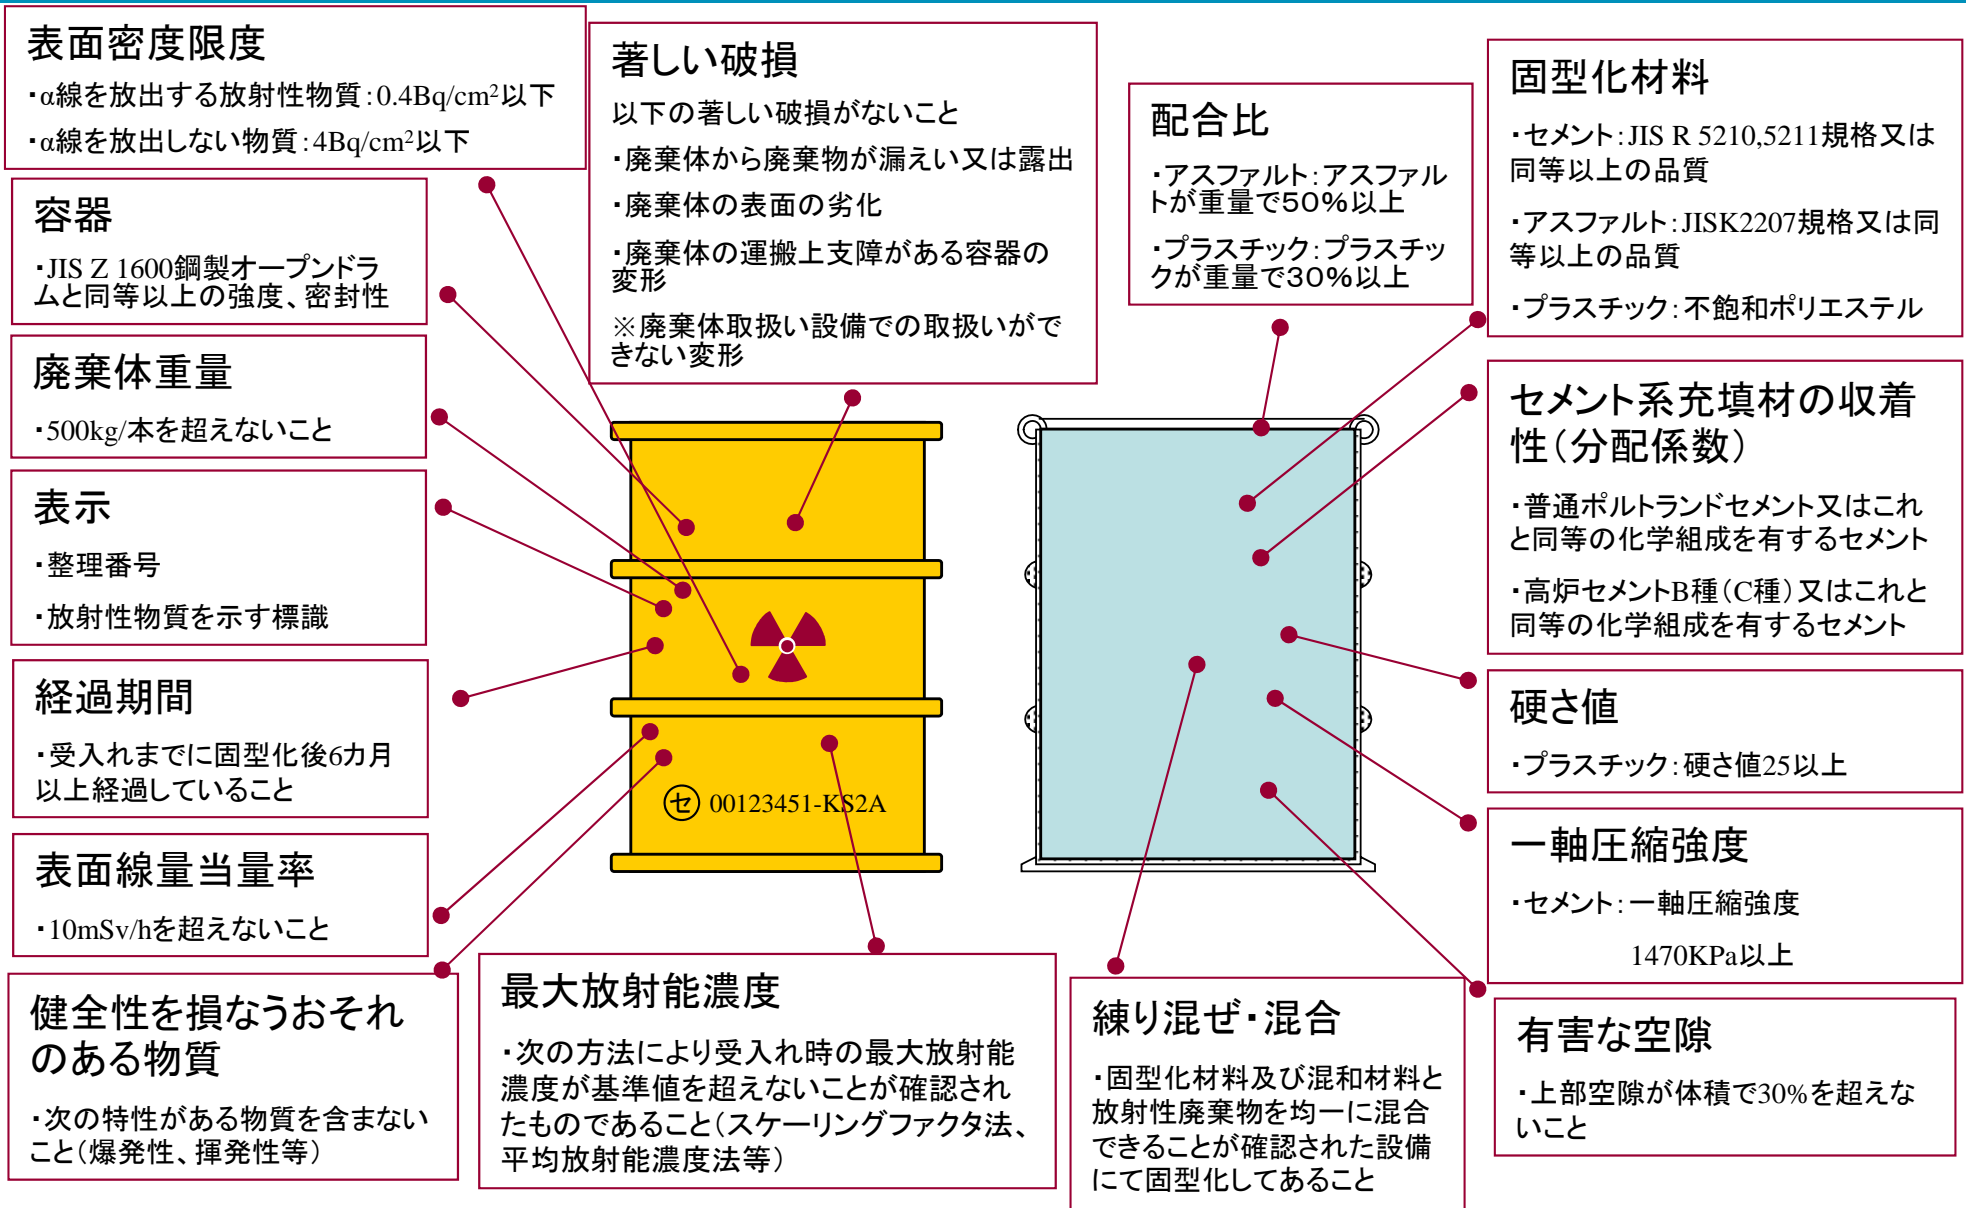 表面密度限度
・α線を放出する放射性物質:0.4Bq/cm²以下
・α線を放出しない物質:4Bq/cm²以下
容器
・JIS Z 1600鋼製オープンドラ
ムと同等以上の強度、密封性
廃棄体重量
・500kg/本を超えないこと
表示
・整理番号
・放射性物質を示す標識
経過期間
・受入れまでに固型化後6カ月
以上経過していること
表面線量当量率
・10mSv/hを超えないこと
健全性を損なうおそれ
のある物質
・次の特性がある物質を含まない
こと(爆発性、揮発性等)
著しい破損
以下の著しい破損がないこと
・廃棄体から廃棄物が漏えい又は露出
・廃棄体の表面の劣化
・廃棄体の運搬上支障がある容器の
変形
※廃棄体取扱い設備での取扱いがで
きない変形
㋝ 00123451-KS2A
最大放射能濃度
・次の方法により受入れ時の最大放射能
濃度が基準値を超えないことが確認され
たものであること(スケーリングファクタ法、
平均放射能濃度法等)
配合比
・アスファルト:アスファル
トが重量で50%以上
・プラスチック:プラスチッ
クが重量で30%以上
練り混ぜ・混合
・固型化材料及び混和材料と
放射性廃棄物を均一に混合
できることが確認された設備
にて固型化してあること
固型化材料
・セメント:JIS R 5210,5211規格又は
同等以上の品質
・アスファルト:JISK2207規格又は同
等以上の品質
・プラスチック:不飽和ポリエステル
セメント系充填材の収着
性(分配係数)
・普通ポルトランドセメント又はこれ
と同等の化学組成を有するセメント
・高炉セメントB種(C種)又はこれと
同等の化学組成を有するセメント
硬さ値
・プラスチック:硬さ値25以上
一軸圧縮強度
・セメント:一軸圧縮強度
1470KPa以上
有害な空隙
・上部空隙が体積で30%を超えな
いこと